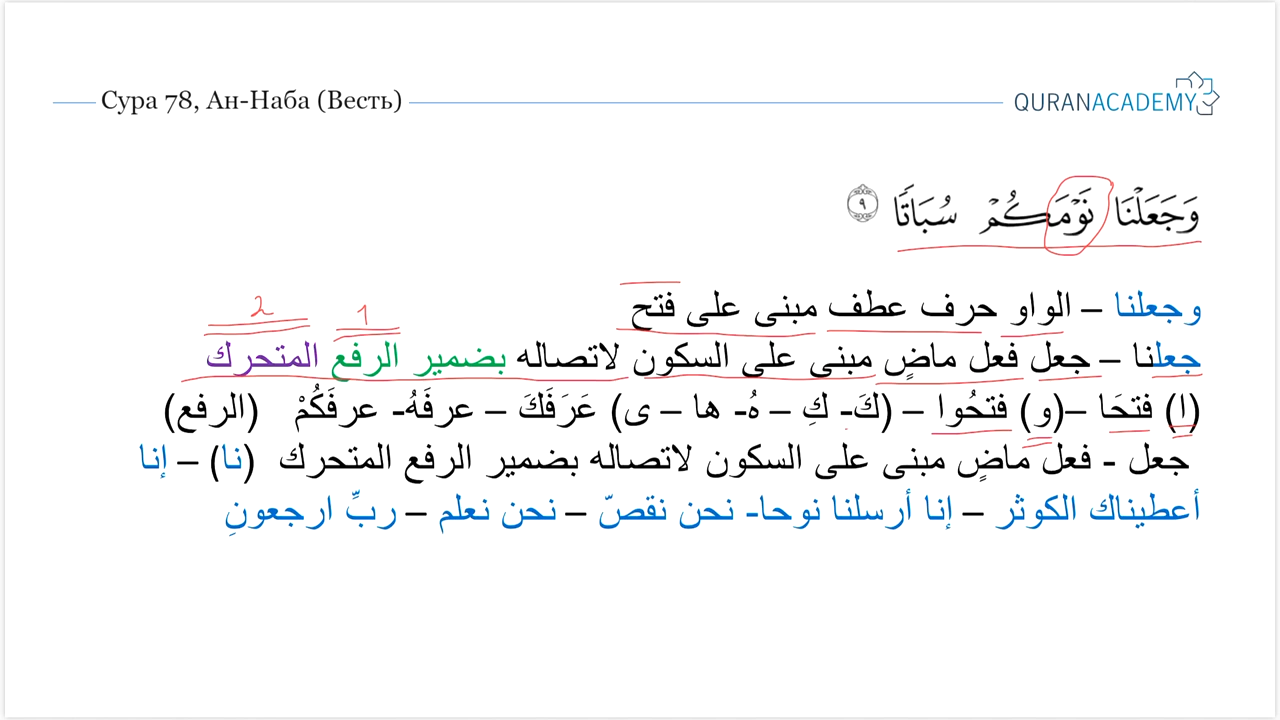 Сура 78, Ан-Наба (Весть)
QURANACADEMY
وَجَعَلْنَا نَوْمَكُمْ سُبَاتًا ٩
وجعلنا – الواو حرف عطف مبنى على فتح
2 1
جعلنا – جعل فعل ماضٍ مبنى على السكون لاتصاله بضمير الرفع المتحرك
(ا) فتحَا –(و) فتحُوا – (كَ- كِ – هُ- ها – ى) عَرَفَكَ – عرفَهُ- عرفَكُمْ (الرفع)
جعل - فعل ماضٍ مبنى على السكون لاتصاله بضمير الرفع المتحرك (نا) – إنا
أعطيناك الكوثر – إنا أرسلنا نوحا- نحن نقصّ – نحن نعلم – ربِّ ارجعونِ